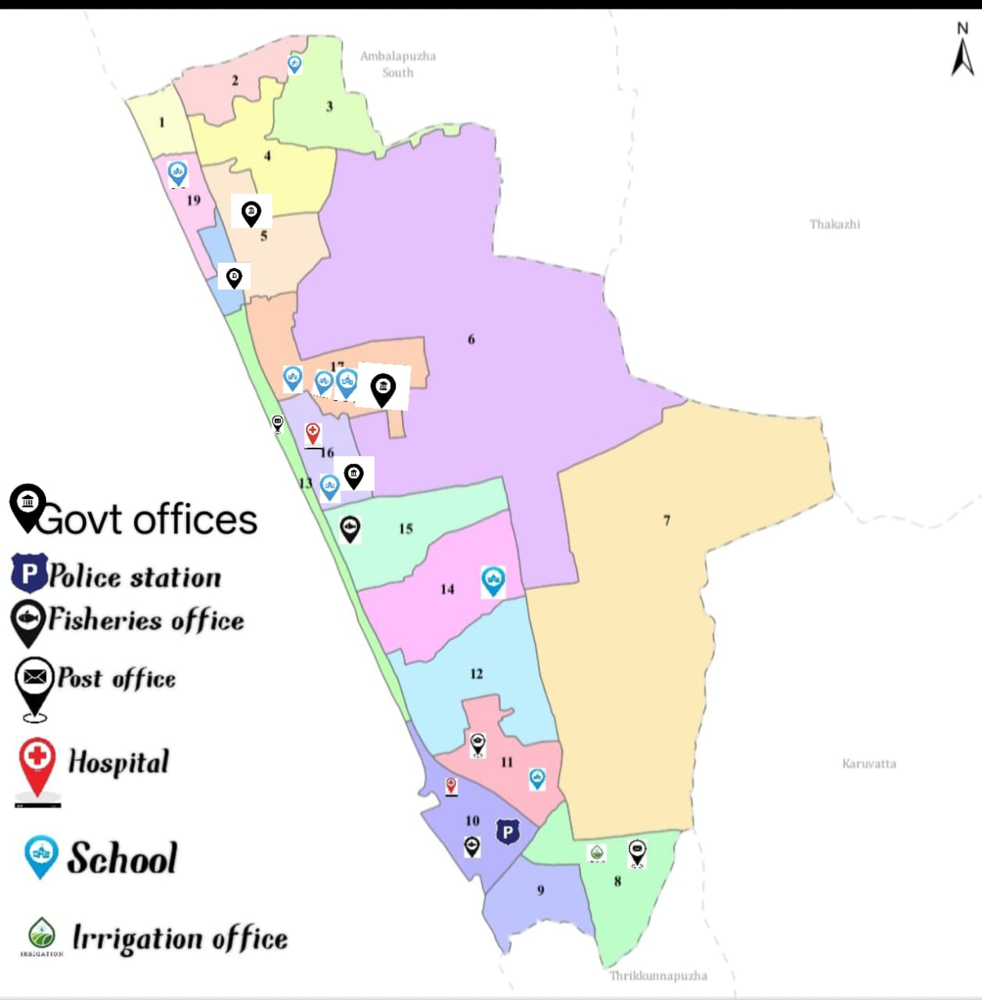 N
Ambalapuzha
South
2
3
1
4
19
Thakazhi
5
6
17
16
13
Govt offices
15
7
P Police station
14
Fisheries office
12
Post office
11
Hospital
Karuvatta
10
P
School
8
9
Irrigation office
IRRIGATION
Thrikkunnapuzha